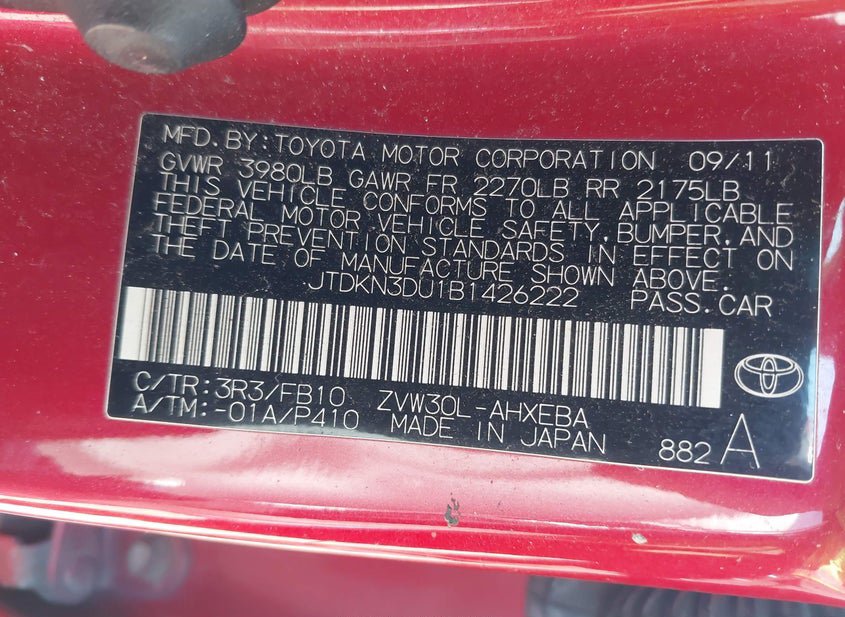 MFD.BY:TOYOTA MOTOR CORPORATION 09/11
GVWR 3980LB GAWR FR 2270LB RR 2175LB
THIS VEHICLE CONFORMS TO ALL APPLICABLE
FEDERAL MOTOR VEHICLE SAFETY,BUMPER,AND
THEFT PREVENTION STANDARDS IN EFFECT ON
THE DATE OF MANUFACTURE SHOWN ABOVE.
JTDKN3DU1B1426222 PASS.CAR
C/TR:3R3/FB10 ZVW30L-AHXEBA
A/TM:-01A/P410 MADE IN JAPAN 882 A